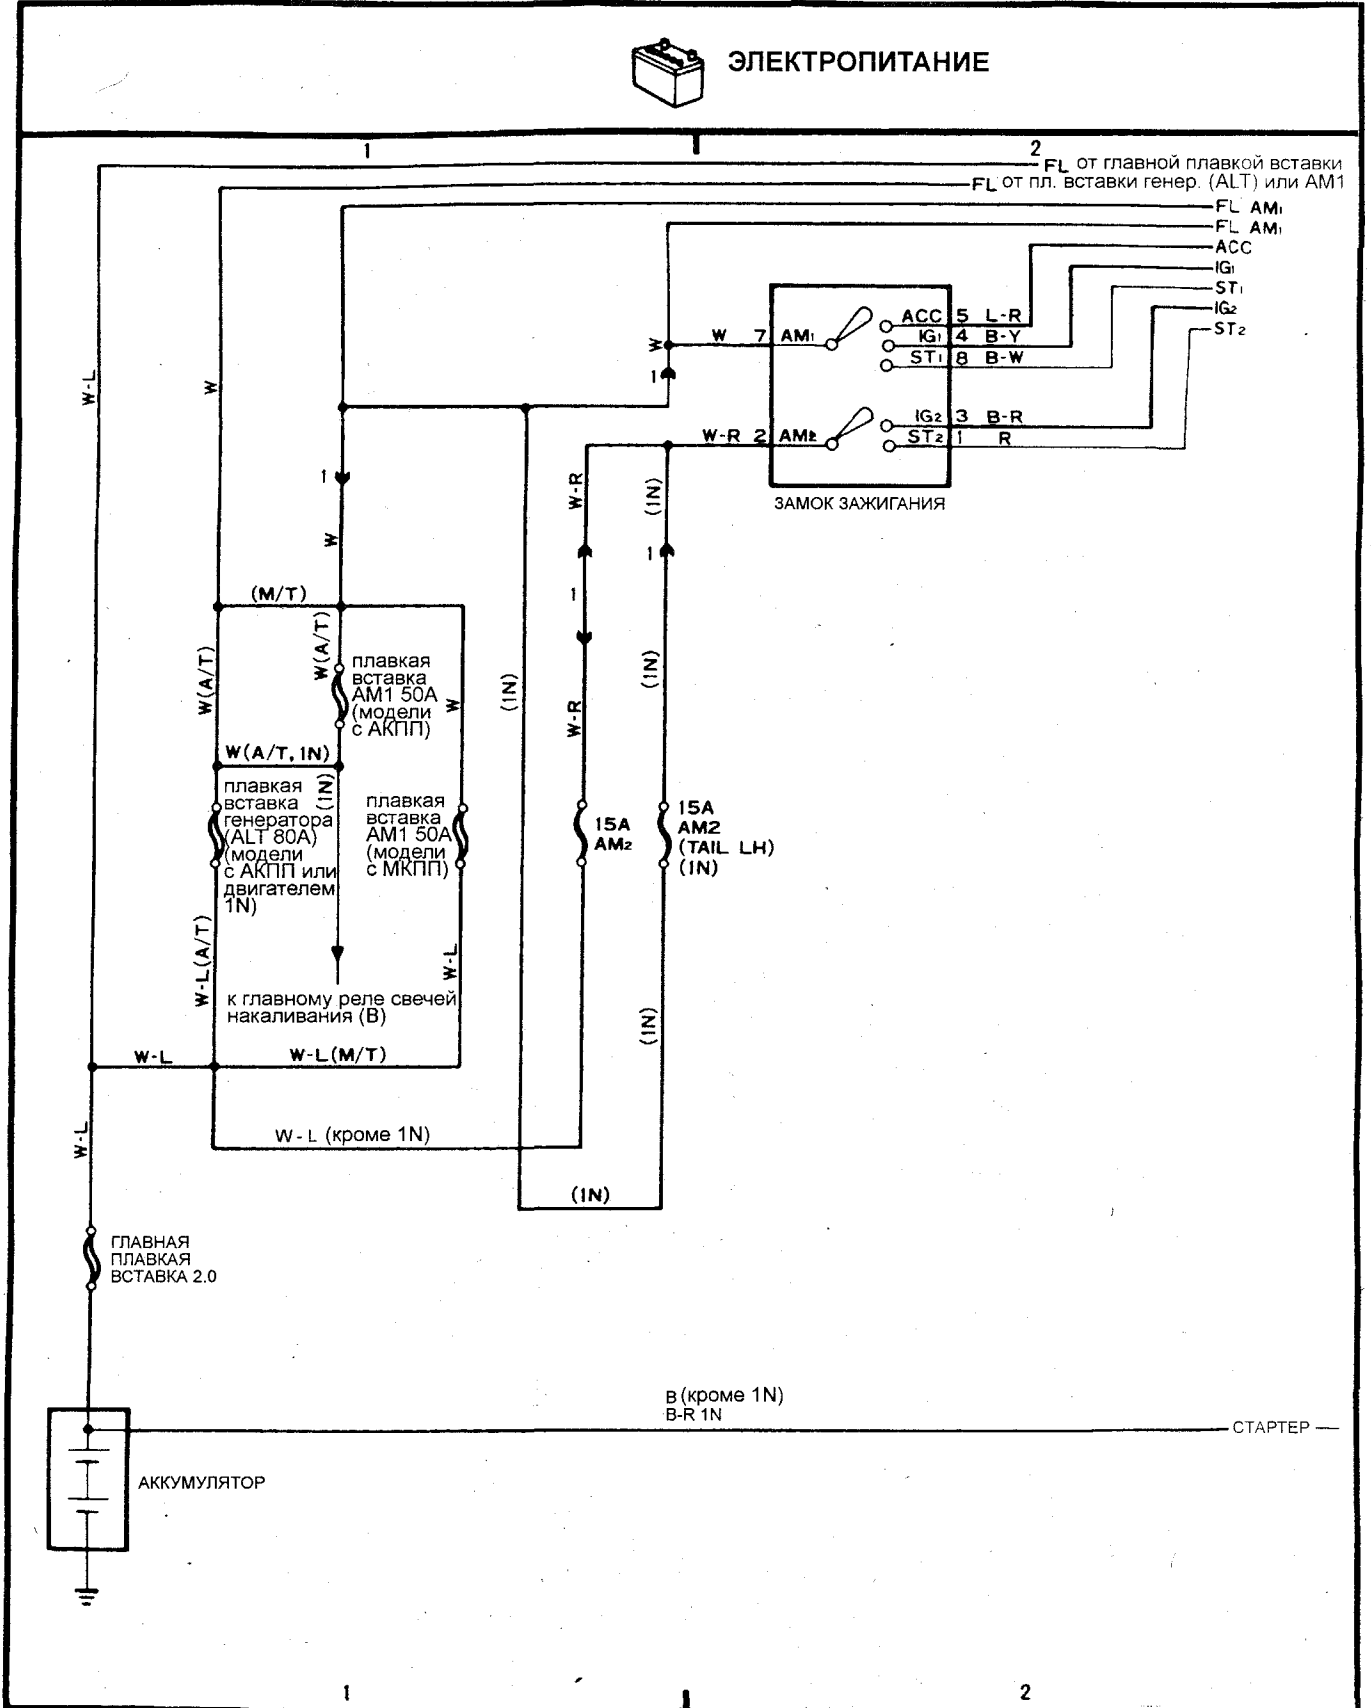 ЭЛЕКТРОПИТАНИЕ
1
2
FL от главной плавкой вставки
FL от пл. вставки генер. (ALT) или AM1
FL AM1
FL AM1
ACC
IG1
ST1
IG2
ST2
ACC 5 L-R
W 7 AM1
IG1 4 B-Y
ST1 8 B-W
W
1
W-L
W
IG2 3 B-R
W-R 2 AM2
ST2 1 R
ЗАМОК ЗАЖИГАНИЯ
1
W-R
(1N)
W
1
1
(M/T)
W(A/T)
W(A/T)
плавкая
вставка
AM1 50A
(модели
с АКПП)
W
(1N)
W-R
(1N)
W(A/T, 1N)
(1N)
плавкая
вставка
генератора
(ALT 80A)
(модели
с АКПП или
двигателем
1N)
плавкая
вставка
AM1 50A
(модели
с МКПП)
15A
AM2
15A
AM2
(TAIL LH)
(1N)
W-L(A/T)
W-L
к главному реле свечей
накаливания (В)
(1N)
W-L
W-L(M/T)
W-L
W-L (кроме 1N)
(1N)
ГЛАВНАЯ
ПЛАВКАЯ
ВСТАВКА 2.0
B (кроме 1N)
B-R 1N
СТАРТЕР
АККУМУЛЯТОР
1
2